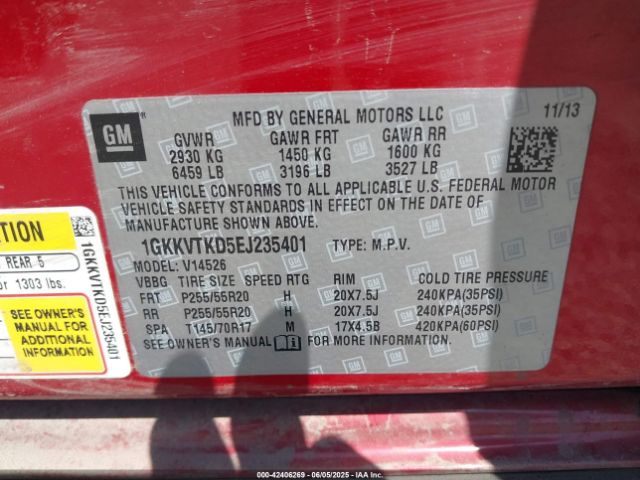 GM
MFD BY GENERAL MOTORS LLC
11/13
GVWR GAWR FRT GAWR RR
2930 KG 1450 KG 1600 KG
6459 LB 3196 LB 3527 LB
THIS VEHICLE CONFORMS TO ALL APPLICABLE U.S. FEDERAL MOTOR
VEHICLE SAFETY STANDARDS IN EFFECT ON THE DATE OF
MANUFACTURE SHOWN ABOVE.
1GKKVTKD5EJ235401 TYPE: M.P.V.
MODEL: V14526
VBBG TIRE SIZE SPEED RTG RIM COLD TIRE PRESSURE
FRT P255/55R20 H 20X7.5J 240KPA(35PSI)
RR P255/55R20 H 20X7.5J 240KPA(35PSI)
SPA T145/70R17 M 17X4.5B 420KPA(60PSI)
SEE OWNER'S MANUAL FOR MORE INFORMATION
REAR 5
or 1303 lbs.
SEE OWNER'S
MANUAL FOR
ADDITIONAL
INFORMATION
1GKKVTKD5EJ235401
000-42406269 - 06/05/2025 - IAAI.COM